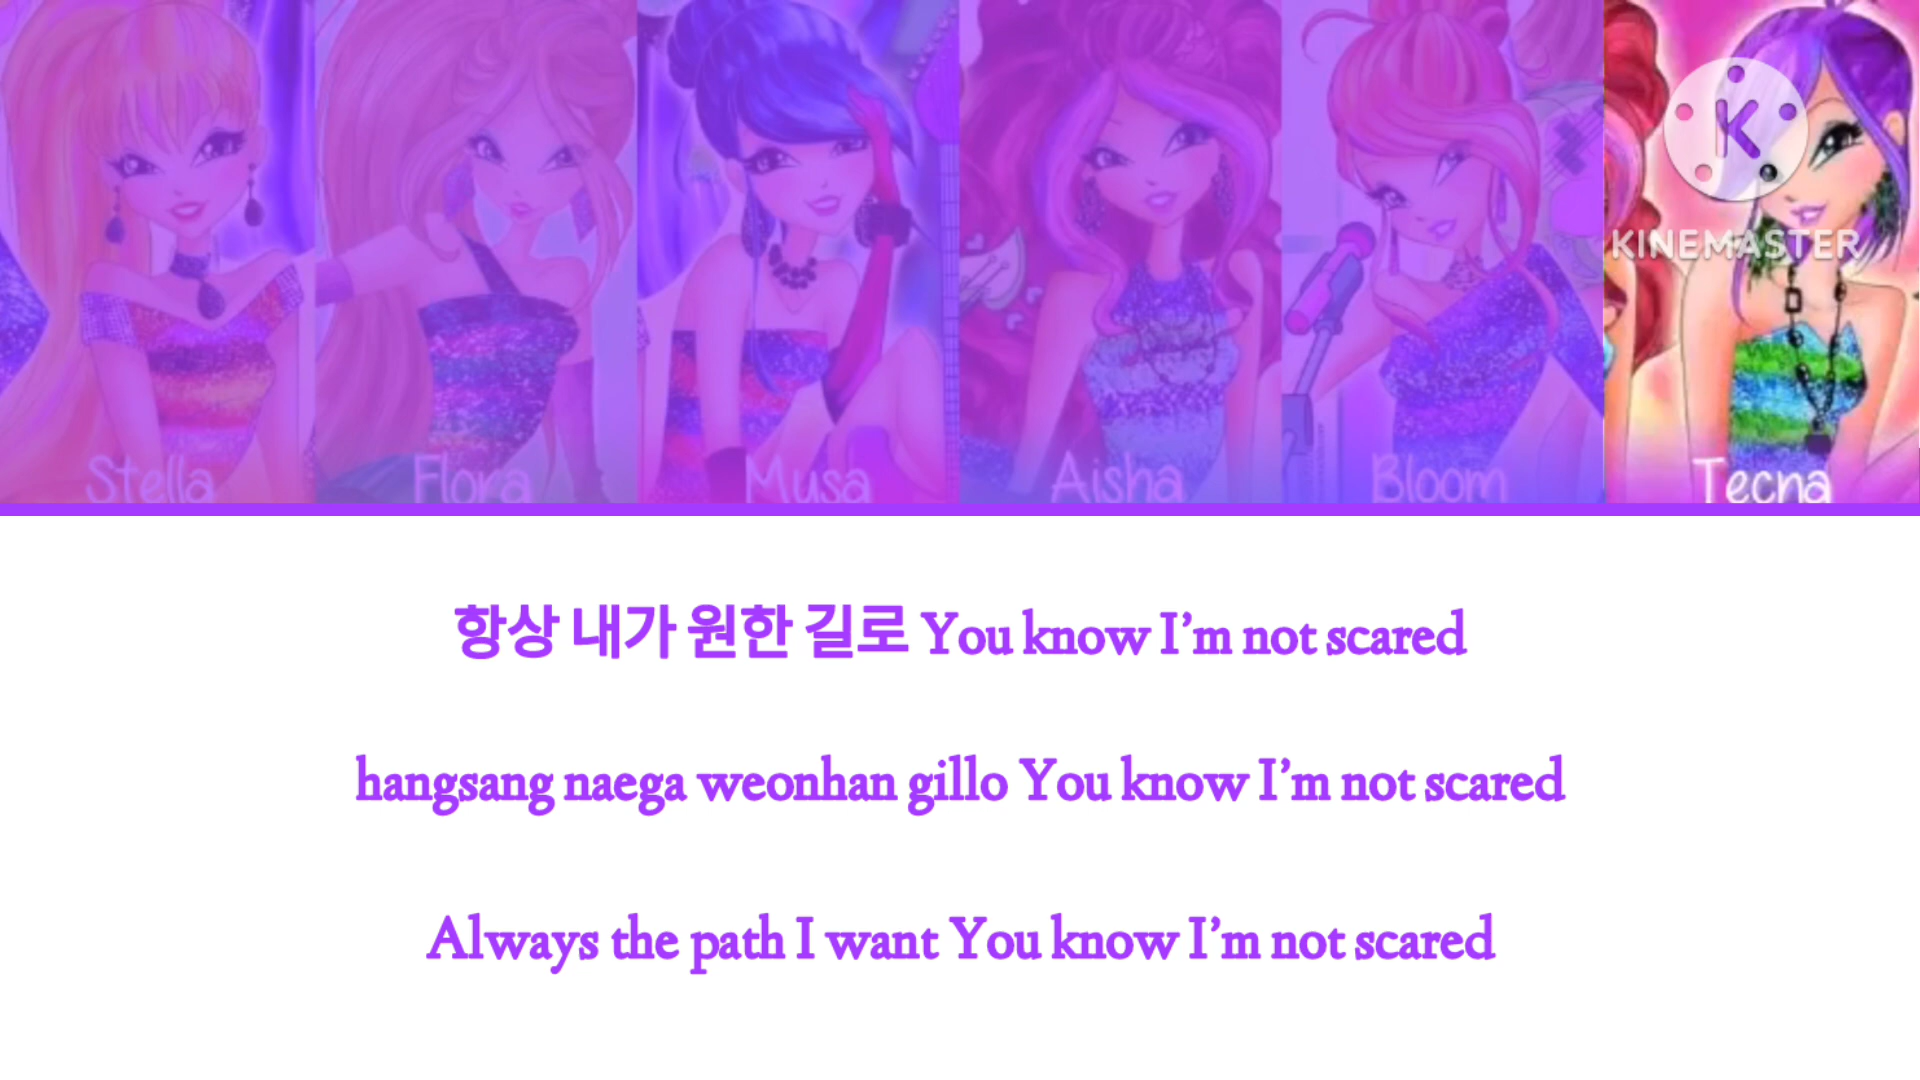 Stella Flora Musa Aisha Bloom Tecna
K
KINEMASTER
항상 내가 원한 길로 You know I'm not scared
hangsang naega weonhan gillo You know I'm not scared
Always the path I want You know I'm not scared